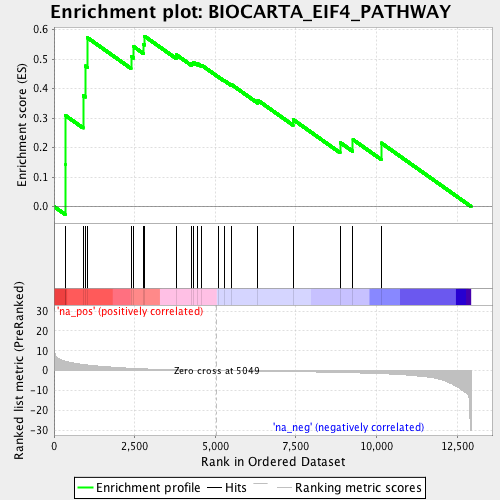 Enrichment plot: BIOCARTA_EIF4_PATHWAY
Enrichment score (ES)
0.6
0.5
0.4
0.3
0.2
0.1
0.0
'na_pos' (positively correlated)
Ranked list metric (PreRanked)
30
20
10
0
-10
-20
-30
Zero cross at 5049
'na_neg' (negatively correlated)
0
2,500
5,000
7,500
10,000
12,500
Rank in Ordered Dataset
Enrichment profile
Hits
Ranking metric scores